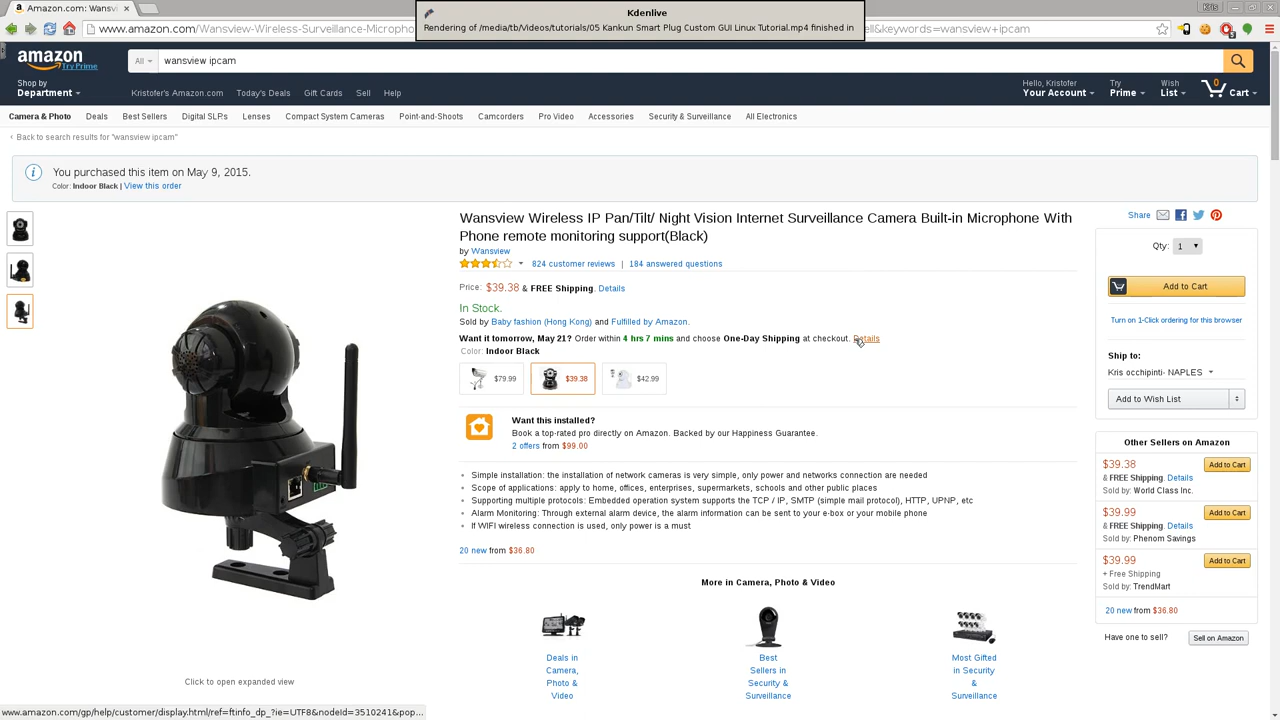 Amazon.com: Wansv
Kris
Kdenlive
Rendering of /media/tb/Videos/tutorials/05 Kankun Smart Plug Custom GUI Linux Tutorial.mp4 finished in
www.amazon.com/Wansview-Wireless-Surveillance-Micropho
ell&keywords=wansview+ipcam
amazon
Try Prime
All
wansview ipcam
Shop by
Department
Kristofer's Amazon.com
Today's Deals
Gift Cards
Sell
Help
Hello, Kristofer
Your Account
Try
Prime
Wish
List
0
Cart
Camera & Photo
Deals
Best Sellers
Digital SLRs
Lenses
Compact System Cameras
Point-and-Shoots
Camcorders
Pro Video
Accessories
Security & Surveillance
All Electronics
‹ Back to search results for "wansview ipcam"
You purchased this item on May 9, 2015.
Color: Indoor Black | View this order
Wansview Wireless IP Pan/Tilt/ Night Vision Internet Surveillance Camera Built-in Microphone With
Phone remote monitoring support(Black)
by Wansview
824 customer reviews | 184 answered questions
Price: $39.38 & FREE Shipping. Details
In Stock.
Sold by Baby fashion (Hong Kong) and Fulfilled by Amazon.
Want it tomorrow, May 21? Order within 4 hrs 7 mins and choose One-Day Shipping at checkout. Details
Color: Indoor Black
$79.99
$39.38
$42.99
Want this installed?
Book a top-rated pro directly on Amazon. Backed by our Happiness Guarantee.
2 offers from $99.00
Simple installation: the installation of network cameras is very simple, only power and networks connection are needed
Scope of applications: apply to home, offices, enterprises, supermarkets, schools and other public places
Supporting multiple protocols: Embedded operation system supports the TCP / IP, SMTP (simple mail protocol), HTTP, UPNP, etc
Alarm Monitoring: Through external alarm device, the alarm information can be sent to your e-box or your mobile phone
If WIFI wireless connection is used, only power is a must
20 new from $36.80
More in Camera, Photo & Video
Deals in
Camera,
Photo &
Video
Best
Sellers in
Security &
Surveillance
Most Gifted
in Security
&
Surveillance
Click to open expanded view
Share
Qty: 1
Add to Cart
Turn on 1-Click ordering for this browser
Ship to:
Kris occhipinti- NAPLES
Add to Wish List
Other Sellers on Amazon
$39.38
Add to Cart
& FREE Shipping. Details
Sold by: World Class Inc.
$39.99
Add to Cart
& FREE Shipping. Details
Sold by: Phenom Savings
$39.99
Add to Cart
+ Free Shipping
Sold by: TrendMart
20 new from $36.80
Have one to sell?
Sell on Amazon
www.amazon.com/gp/help/customer/display.html/ref=ftinfo_dp_?ie=UTF8&nodeId=3510241&pop...